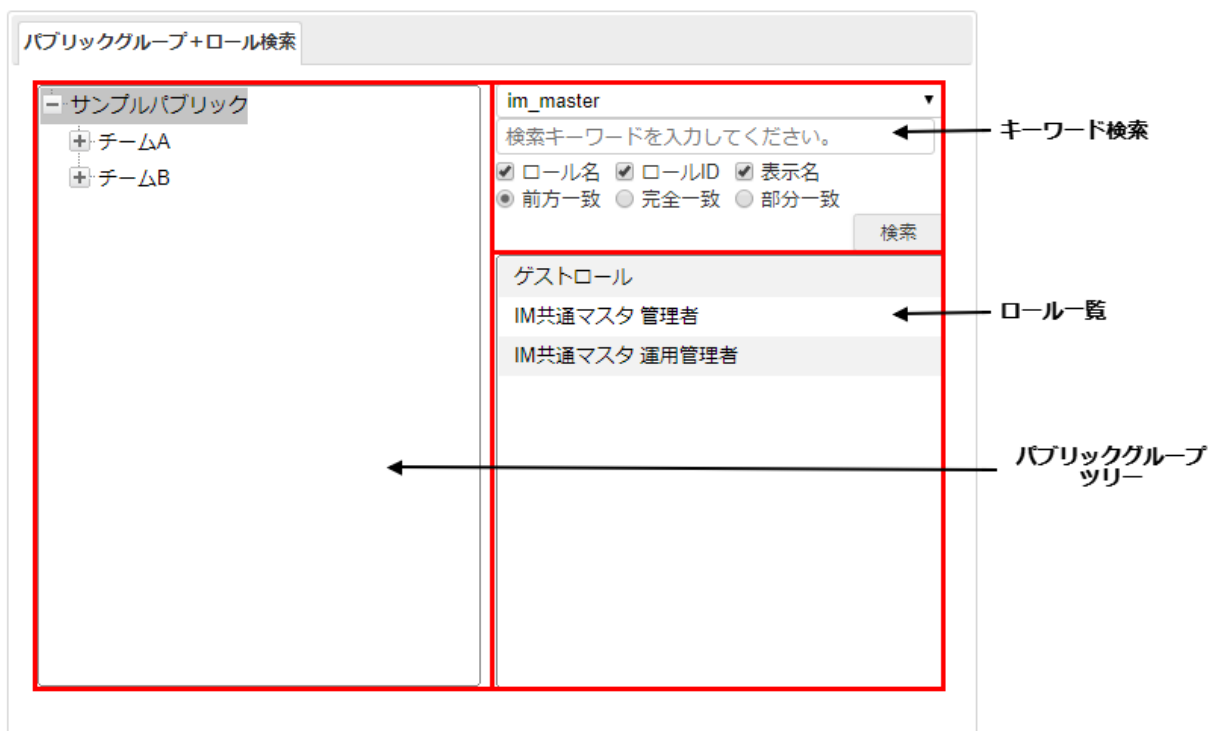 パブリックグループ+ロール検索
サンプルパブリック
チームA
チームB
im_master
検索キーワードを入力してください。
ロール名 ロールID 表示名
前方一致 完全一致 部分一致
検索
ゲストロール
IM共通マスタ 管理者
IM共通マスタ 運用管理者
キーワード検索
ロール一覧
パブリックグループ
ツリー